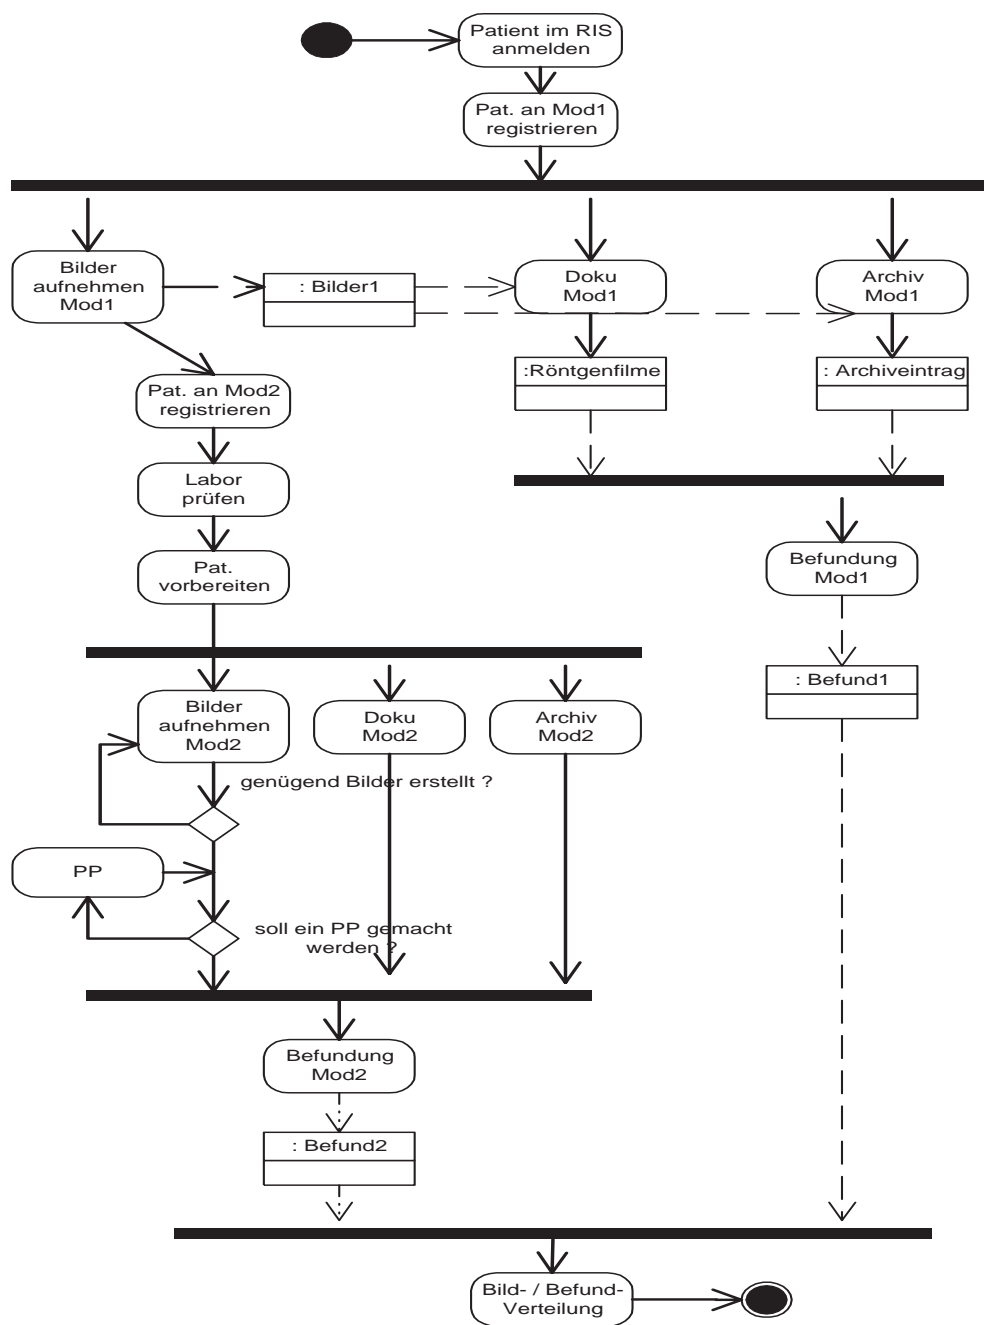 Patient im RIS
anmelden
Pat. an Mod1
registrieren
Bilder
aufnehmen
Mod1
: Bilder1
Doku
Mod1
Archiv
Mod1
:Röntgenfilme
: Archiveintrag
Pat. an Mod2
registrieren
Labor
prüfen
Pat.
vorbereiten
Befundung
Mod1
: Befund1
Bilder
aufnehmen
Mod2
Doku
Mod2
Archiv
Mod2
genügend Bilder erstellt ?
PP
soll ein PP gemacht
werden ?
Befundung
Mod2
: Befund2
Bild- / Befund-
Verteilung